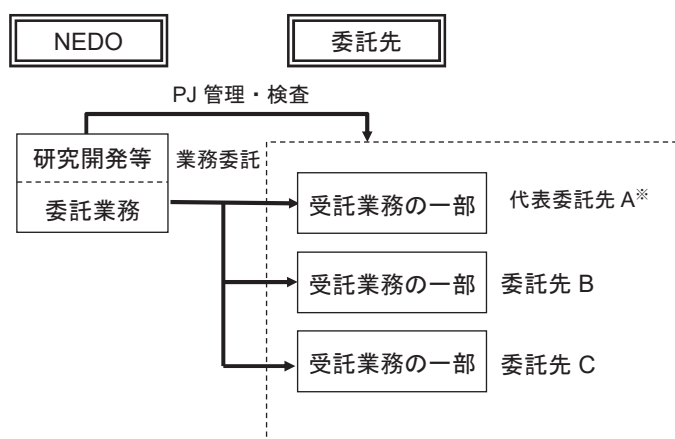 NEDO
委託先
PJ 管理・検査
研究開発等
業務委託
委託業務
受託業務の一部
代表委託先 A※
受託業務の一部
委託先 B
受託業務の一部
委託先 C